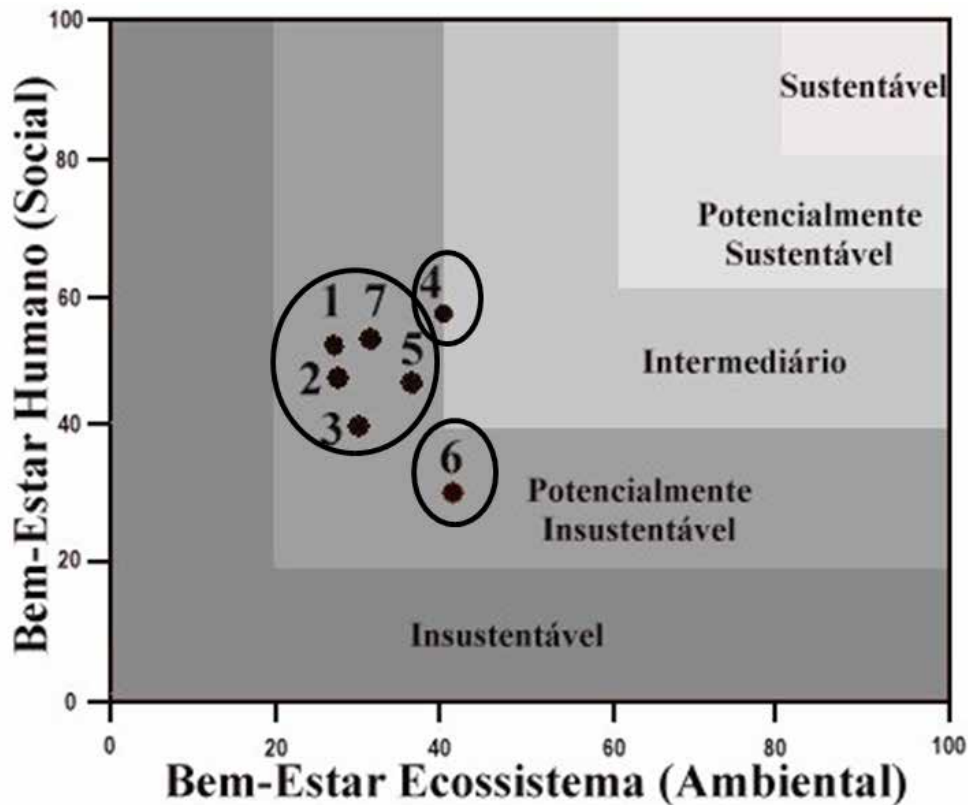 100
Sustentável
80
Potencialmente
Sustentável
60
4
1
7
5
Intermediário
2
40
3
6
Potencialmente
Insustentável
20
Insustentável
0
0
20
40
60
80
100
Bem-Estar Humano (Social)
Bem-Estar Ecossistema (Ambiental)